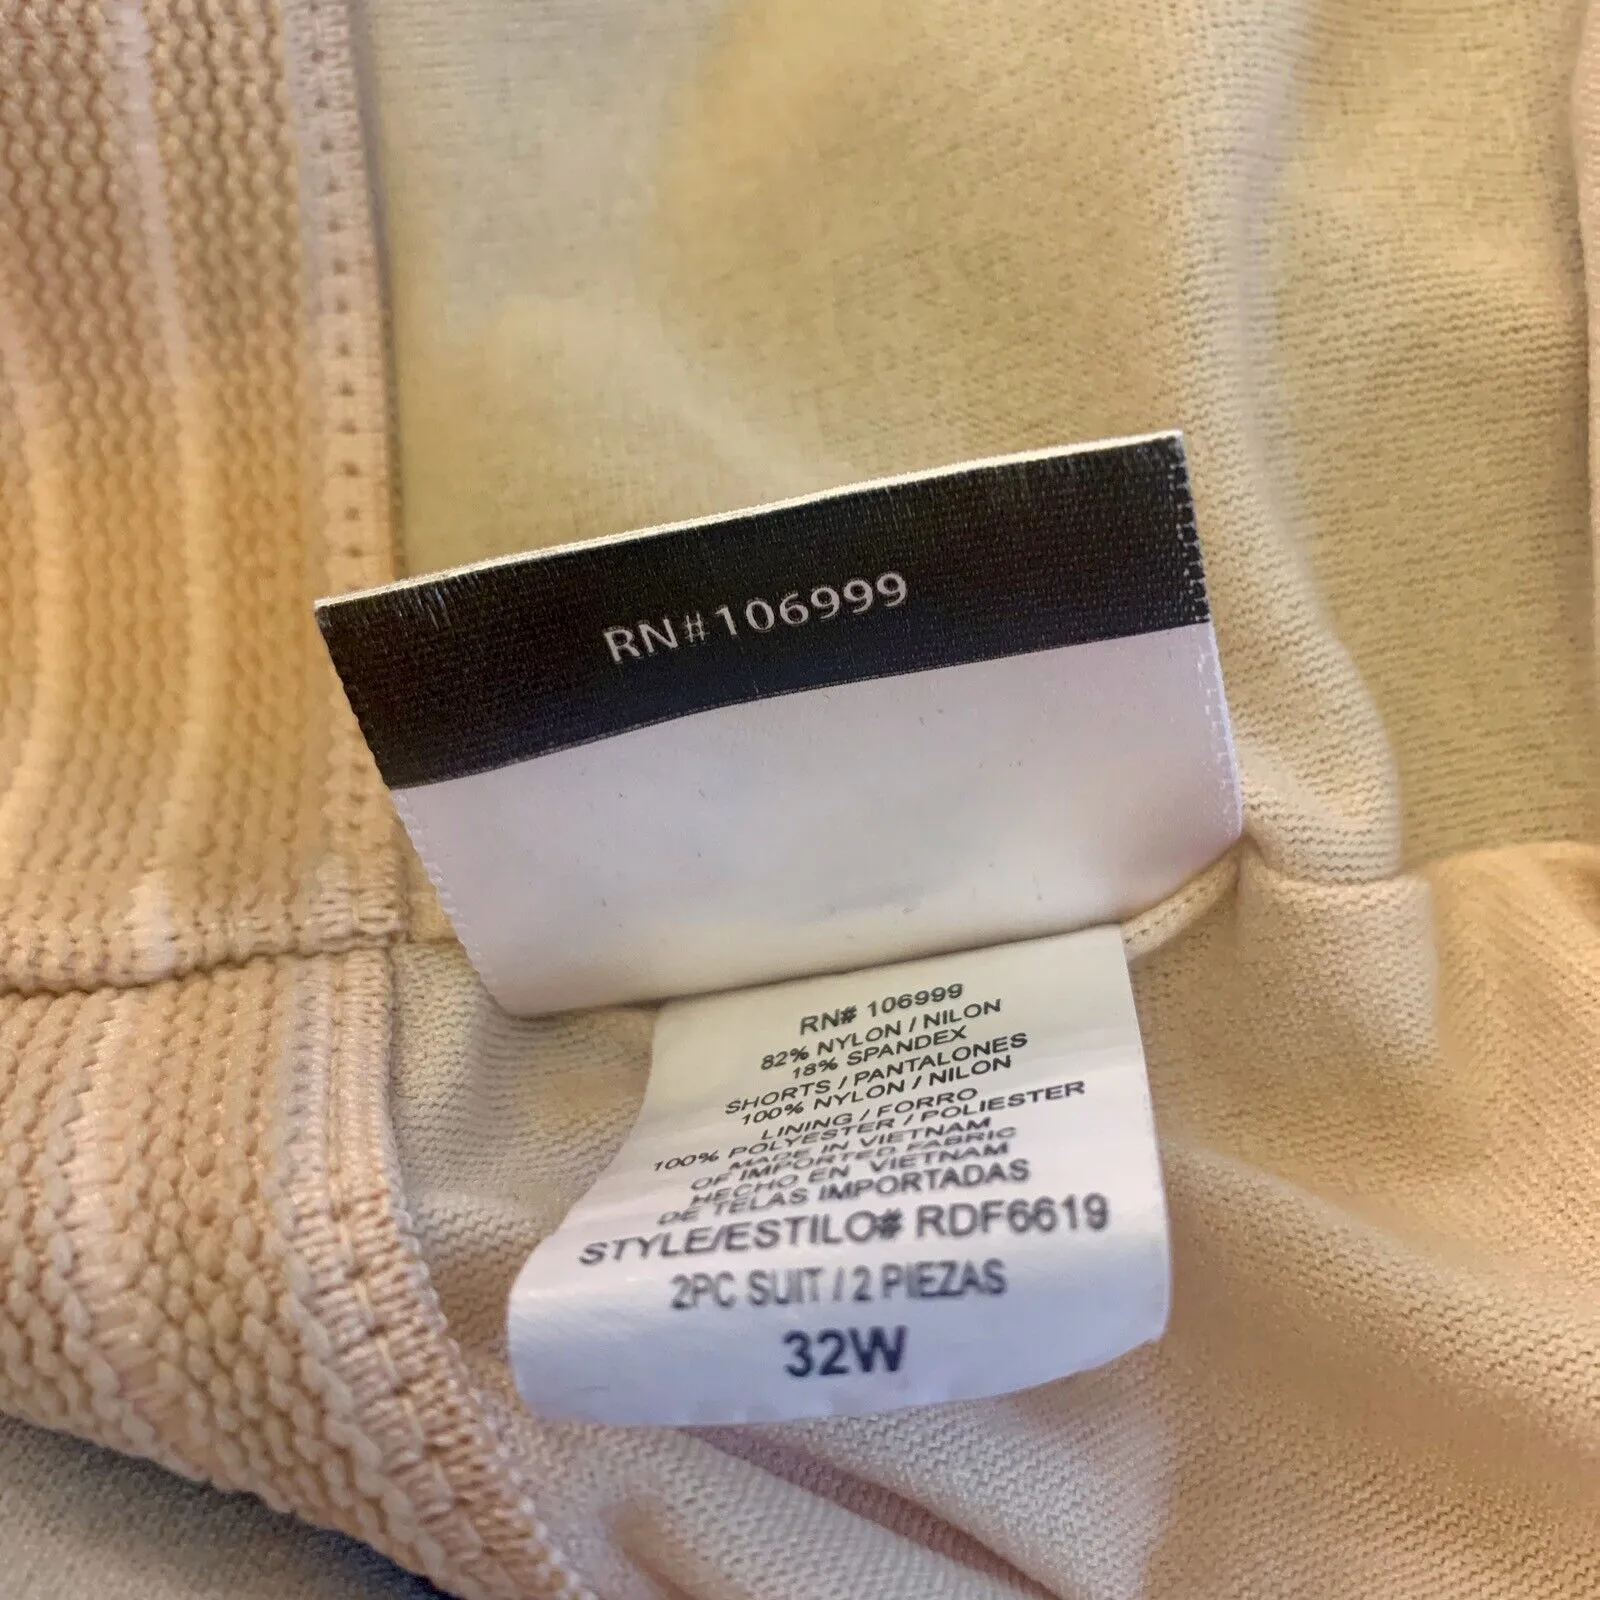 RN#106999
RN# 106999
82% NYLON / NILON
18% SPANDEX
SHORTS / PANTALONES
100% NYLON / NILON
LINING / FORRO
100% POLYESTER / POLIESTER
MADE IN VIETNAM
OF IMPORTED FABRIC
HECHO EN VIETNAM
DE TELAS IMPORTADAS
STYLE/ESTILO# RDF6619
2PC SUIT / 2 PIEZAS
32W